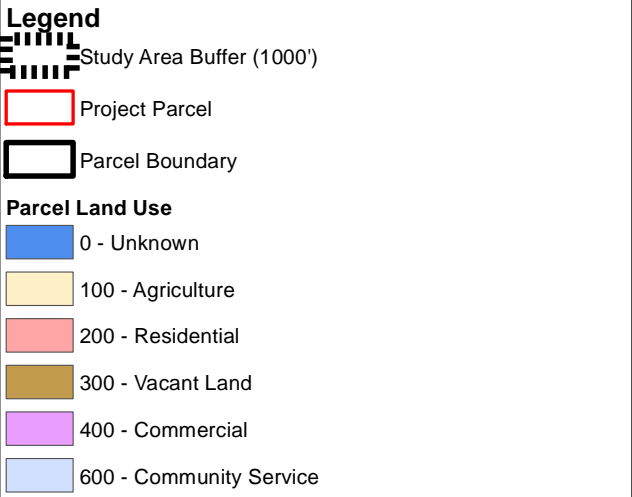 Legend
Study Area Buffer (1000')
Project Parcel
Parcel Boundary
Parcel Land Use
0 - Unknown
100 - Agriculture
200 - Residential
300 - Vacant Land
400 - Commercial
600 - Community Service